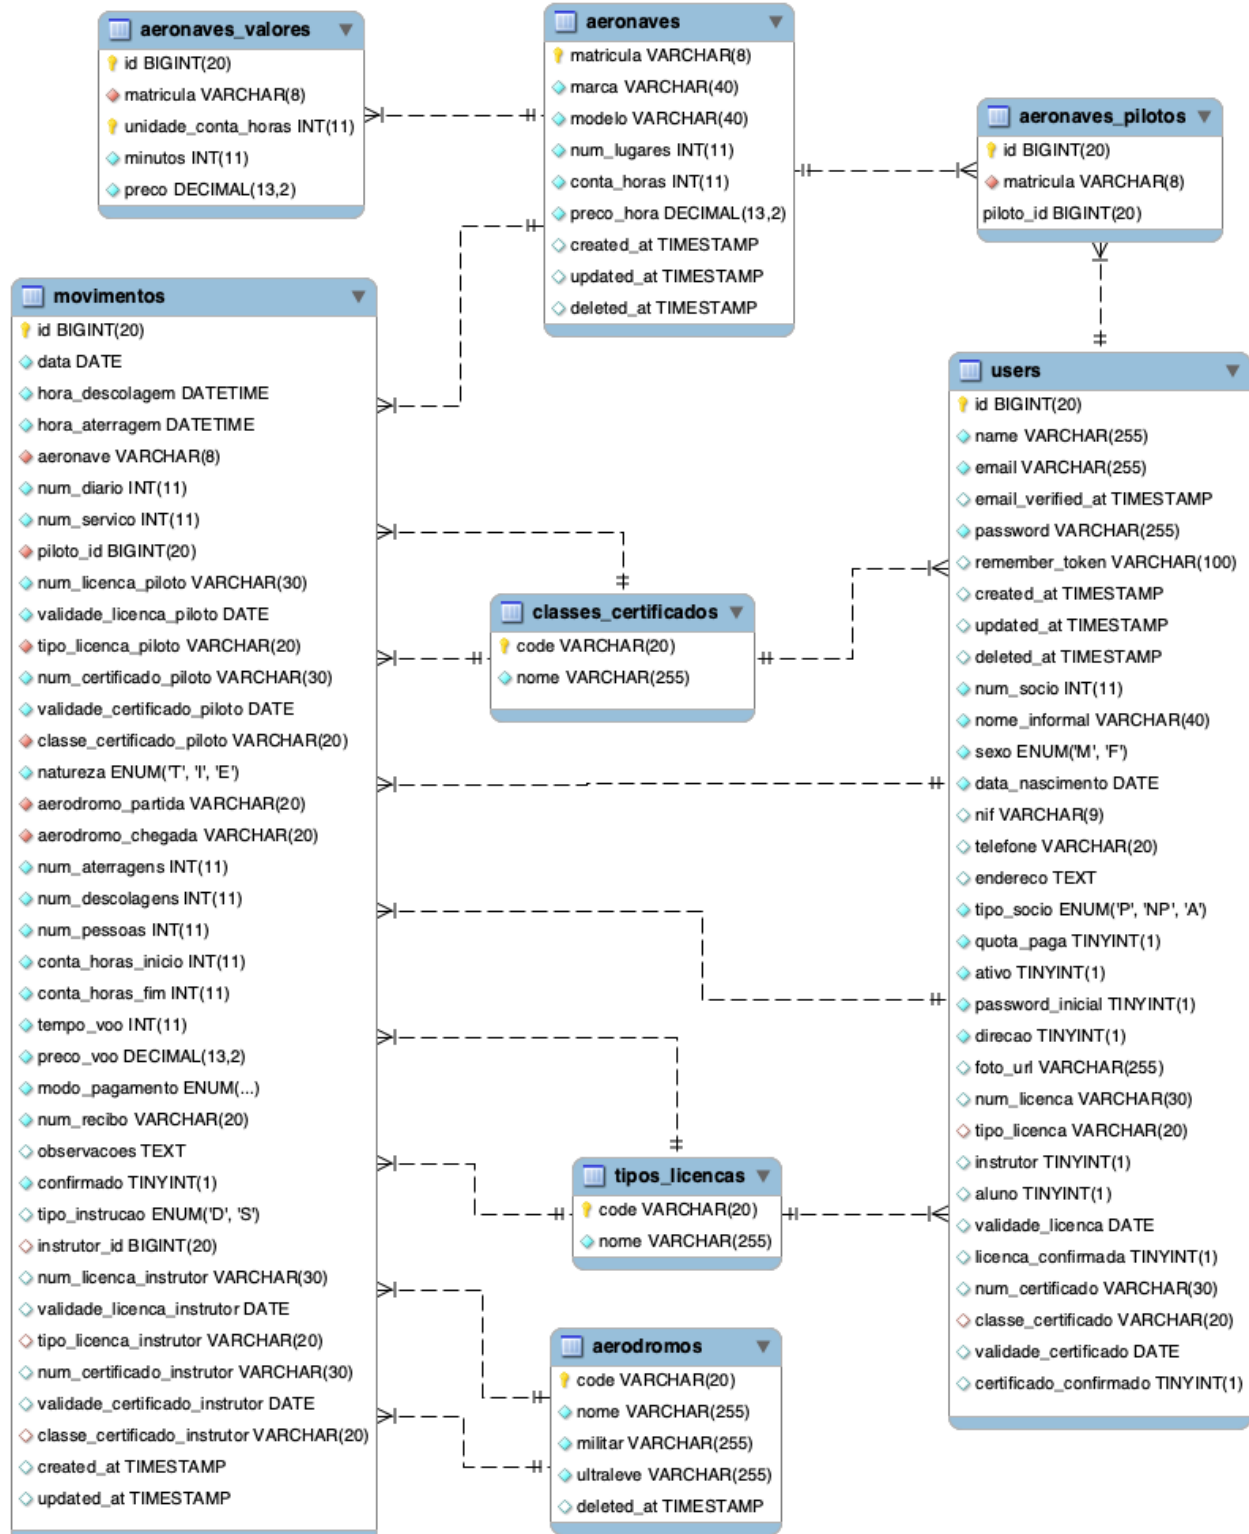 aeronaves_valores
id BIGINT(20)
matricula VARCHAR(8)
unidade_conta_horas INT(11)
minutos INT(11)
preco DECIMAL(13,2)
aeronaves
matricula VARCHAR(8)
marca VARCHAR(40)
modelo VARCHAR(40)
num_lugares INT(11)
conta_horas INT(11)
preco_hora DECIMAL(13,2)
created_at TIMESTAMP
updated_at TIMESTAMP
deleted_at TIMESTAMP
aeronaves_pilotos
id BIGINT(20)
matricula VARCHAR(8)
piloto_id BIGINT(20)
movimentos
id BIGINT(20)
data DATE
hora_descolagem DATETIME
hora_aterragem DATETIME
aeronave VARCHAR(8)
num_diario INT(11)
num_servico INT(11)
piloto_id BIGINT(20)
num_licenca_piloto VARCHAR(30)
validade_licenca_piloto DATE
tipo_licenca_piloto VARCHAR(20)
num_certificado_piloto VARCHAR(30)
validade_certificado_piloto DATE
classe_certificado_piloto VARCHAR(20)
natureza ENUM('T', 'I', 'E')
aerodromo_partida VARCHAR(20)
aerodromo_chegada VARCHAR(20)
num_aterragens INT(11)
num_descolagens INT(11)
num_pessoas INT(11)
conta_horas_inicio INT(11)
conta_horas_fim INT(11)
tempo_voo INT(11)
preco_voo DECIMAL(13,2)
modo_pagamento ENUM(...)
num_recibo VARCHAR(20)
observacoes TEXT
confirmado TINYINT(1)
tipo_instrucao ENUM('D', 'S')
instrutor_id BIGINT(20)
num_licenca_instrutor VARCHAR(30)
validade_licenca_instrutor DATE
tipo_licenca_instrutor VARCHAR(20)
num_certificado_instrutor VARCHAR(30)
validade_certificado_instrutor DATE
classe_certificado_instrutor VARCHAR(20)
created_at TIMESTAMP
updated_at TIMESTAMP
classes_certificados
code VARCHAR(20)
nome VARCHAR(255)
tipos_licencas
code VARCHAR(20)
nome VARCHAR(255)
aerodromos
code VARCHAR(20)
nome VARCHAR(255)
militar VARCHAR(255)
ultraleve VARCHAR(255)
deleted_at TIMESTAMP
users
id BIGINT(20)
name VARCHAR(255)
email VARCHAR(255)
email_verified_at TIMESTAMP
password VARCHAR(255)
remember_token VARCHAR(100)
created_at TIMESTAMP
updated_at TIMESTAMP
deleted_at TIMESTAMP
num_socio INT(11)
nome_informal VARCHAR(40)
sexo ENUM('M', 'F')
data_nascimento DATE
nif VARCHAR(9)
telefone VARCHAR(20)
endereco TEXT
tipo_socio ENUM('P', 'NP', 'A')
quota_paga TINYINT(1)
ativo TINYINT(1)
password_inicial TINYINT(1)
direcao TINYINT(1)
foto_url VARCHAR(255)
num_licenca VARCHAR(30)
tipo_licenca VARCHAR(20)
instrutor TINYINT(1)
aluno TINYINT(1)
validade_licenca DATE
licenca_confirmada TINYINT(1)
num_certificado VARCHAR(30)
classe_certificado VARCHAR(20)
validade_certificado DATE
certificado_confirmado TINYINT(1)